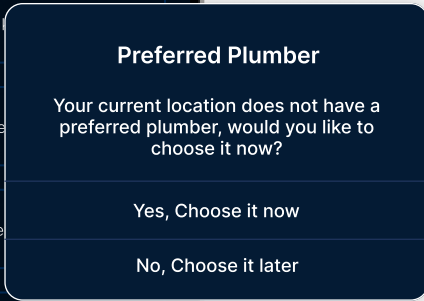 Preferred Plumber
Your current location does not have a
preferred plumber, would you like to
choose it now?
Yes, Choose it now
No, Choose it later